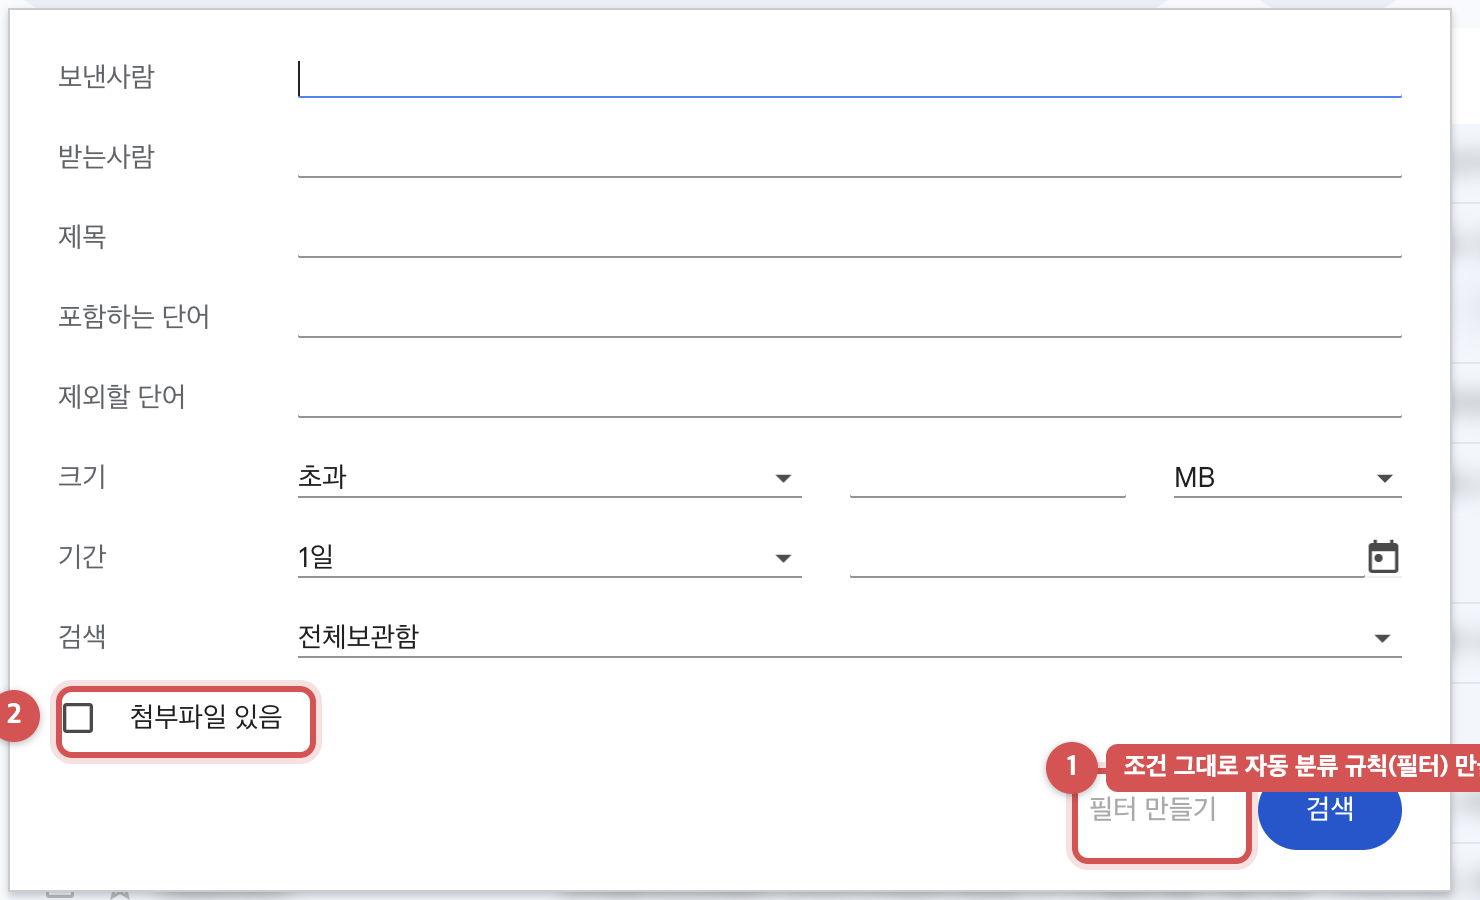 보낸사람
받는사람
제목
포함하는 단어
제외할 단어
크기 초과 MB
기간 1일
검색 전체보관함
2 첨부파일 있음
1 조건 그대로 자동 분류 규칙(필터)
필터 만들기 검색